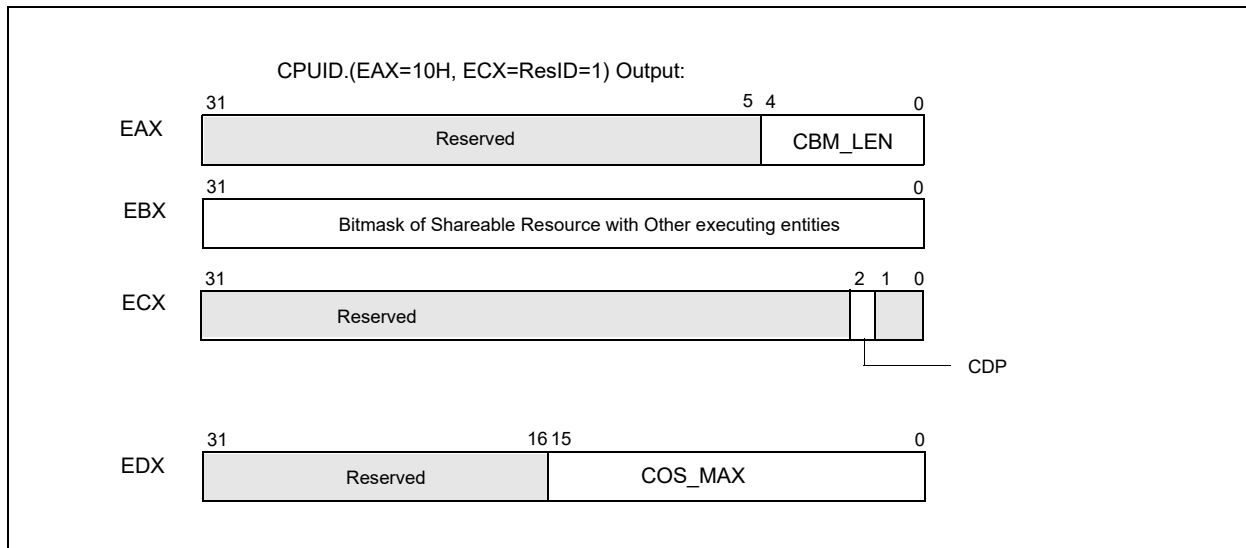 CPUID.(EAX=10H, ECX=ResID=1) Output:
31 5 4 0
EAX Reserved CBM_LEN
31 0
EBX Bitmask of Shareable Resource with Other executing entities
31 2 1 0
ECX Reserved
CDP
31 16 15 0
EDX Reserved COS_MAX